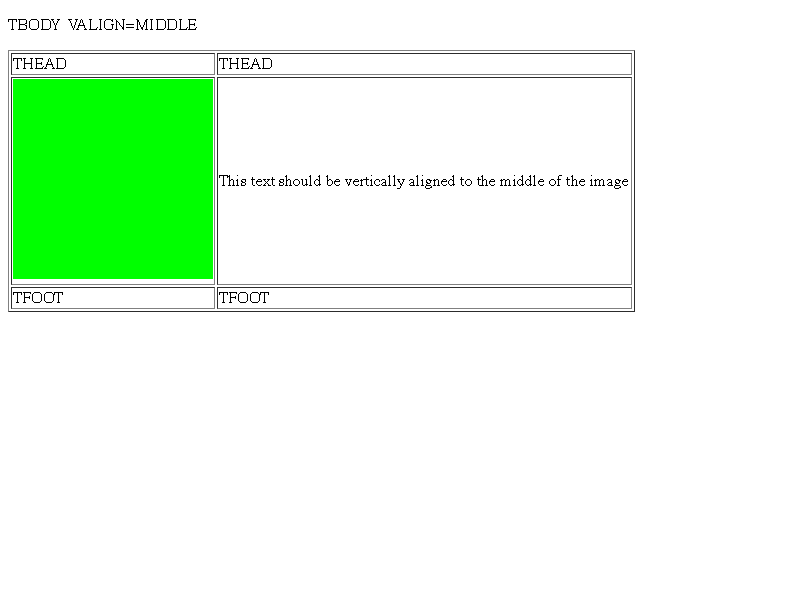 TBODY VALIGN=MIDDLE
THEAD THEAD
This text should be vertically aligned to the middle of the image
TFOOT TFOOT